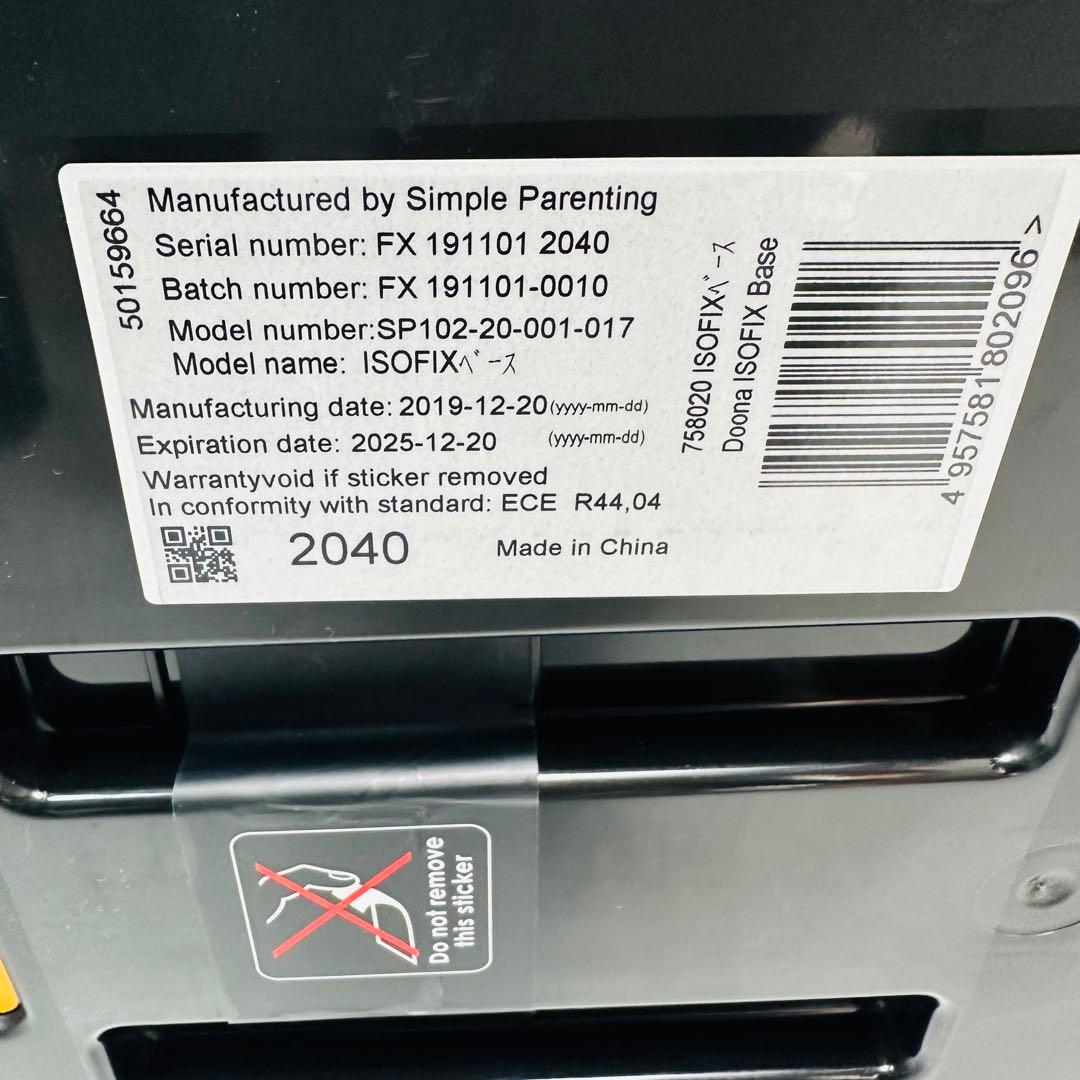 50159664
Manufactured by Simple Parenting
Serial number: FX 191101 2040
Batch number: FX 191101-0010
Model number:SP102-20-001-017
Model name: ISOFIXベース
Manufacturing date: 2019-12-20(yyyy-mm-dd)
Expiration date: 2025-12-20 (yyyy-mm-dd)
Warrantyvoid if sticker removed
In conformity with standard: ECE R44,04
2040
Made in China
758020 ISOFIXベース
Doona ISOFIX Base
4 957581 802096 >
Do not remove
this sticker